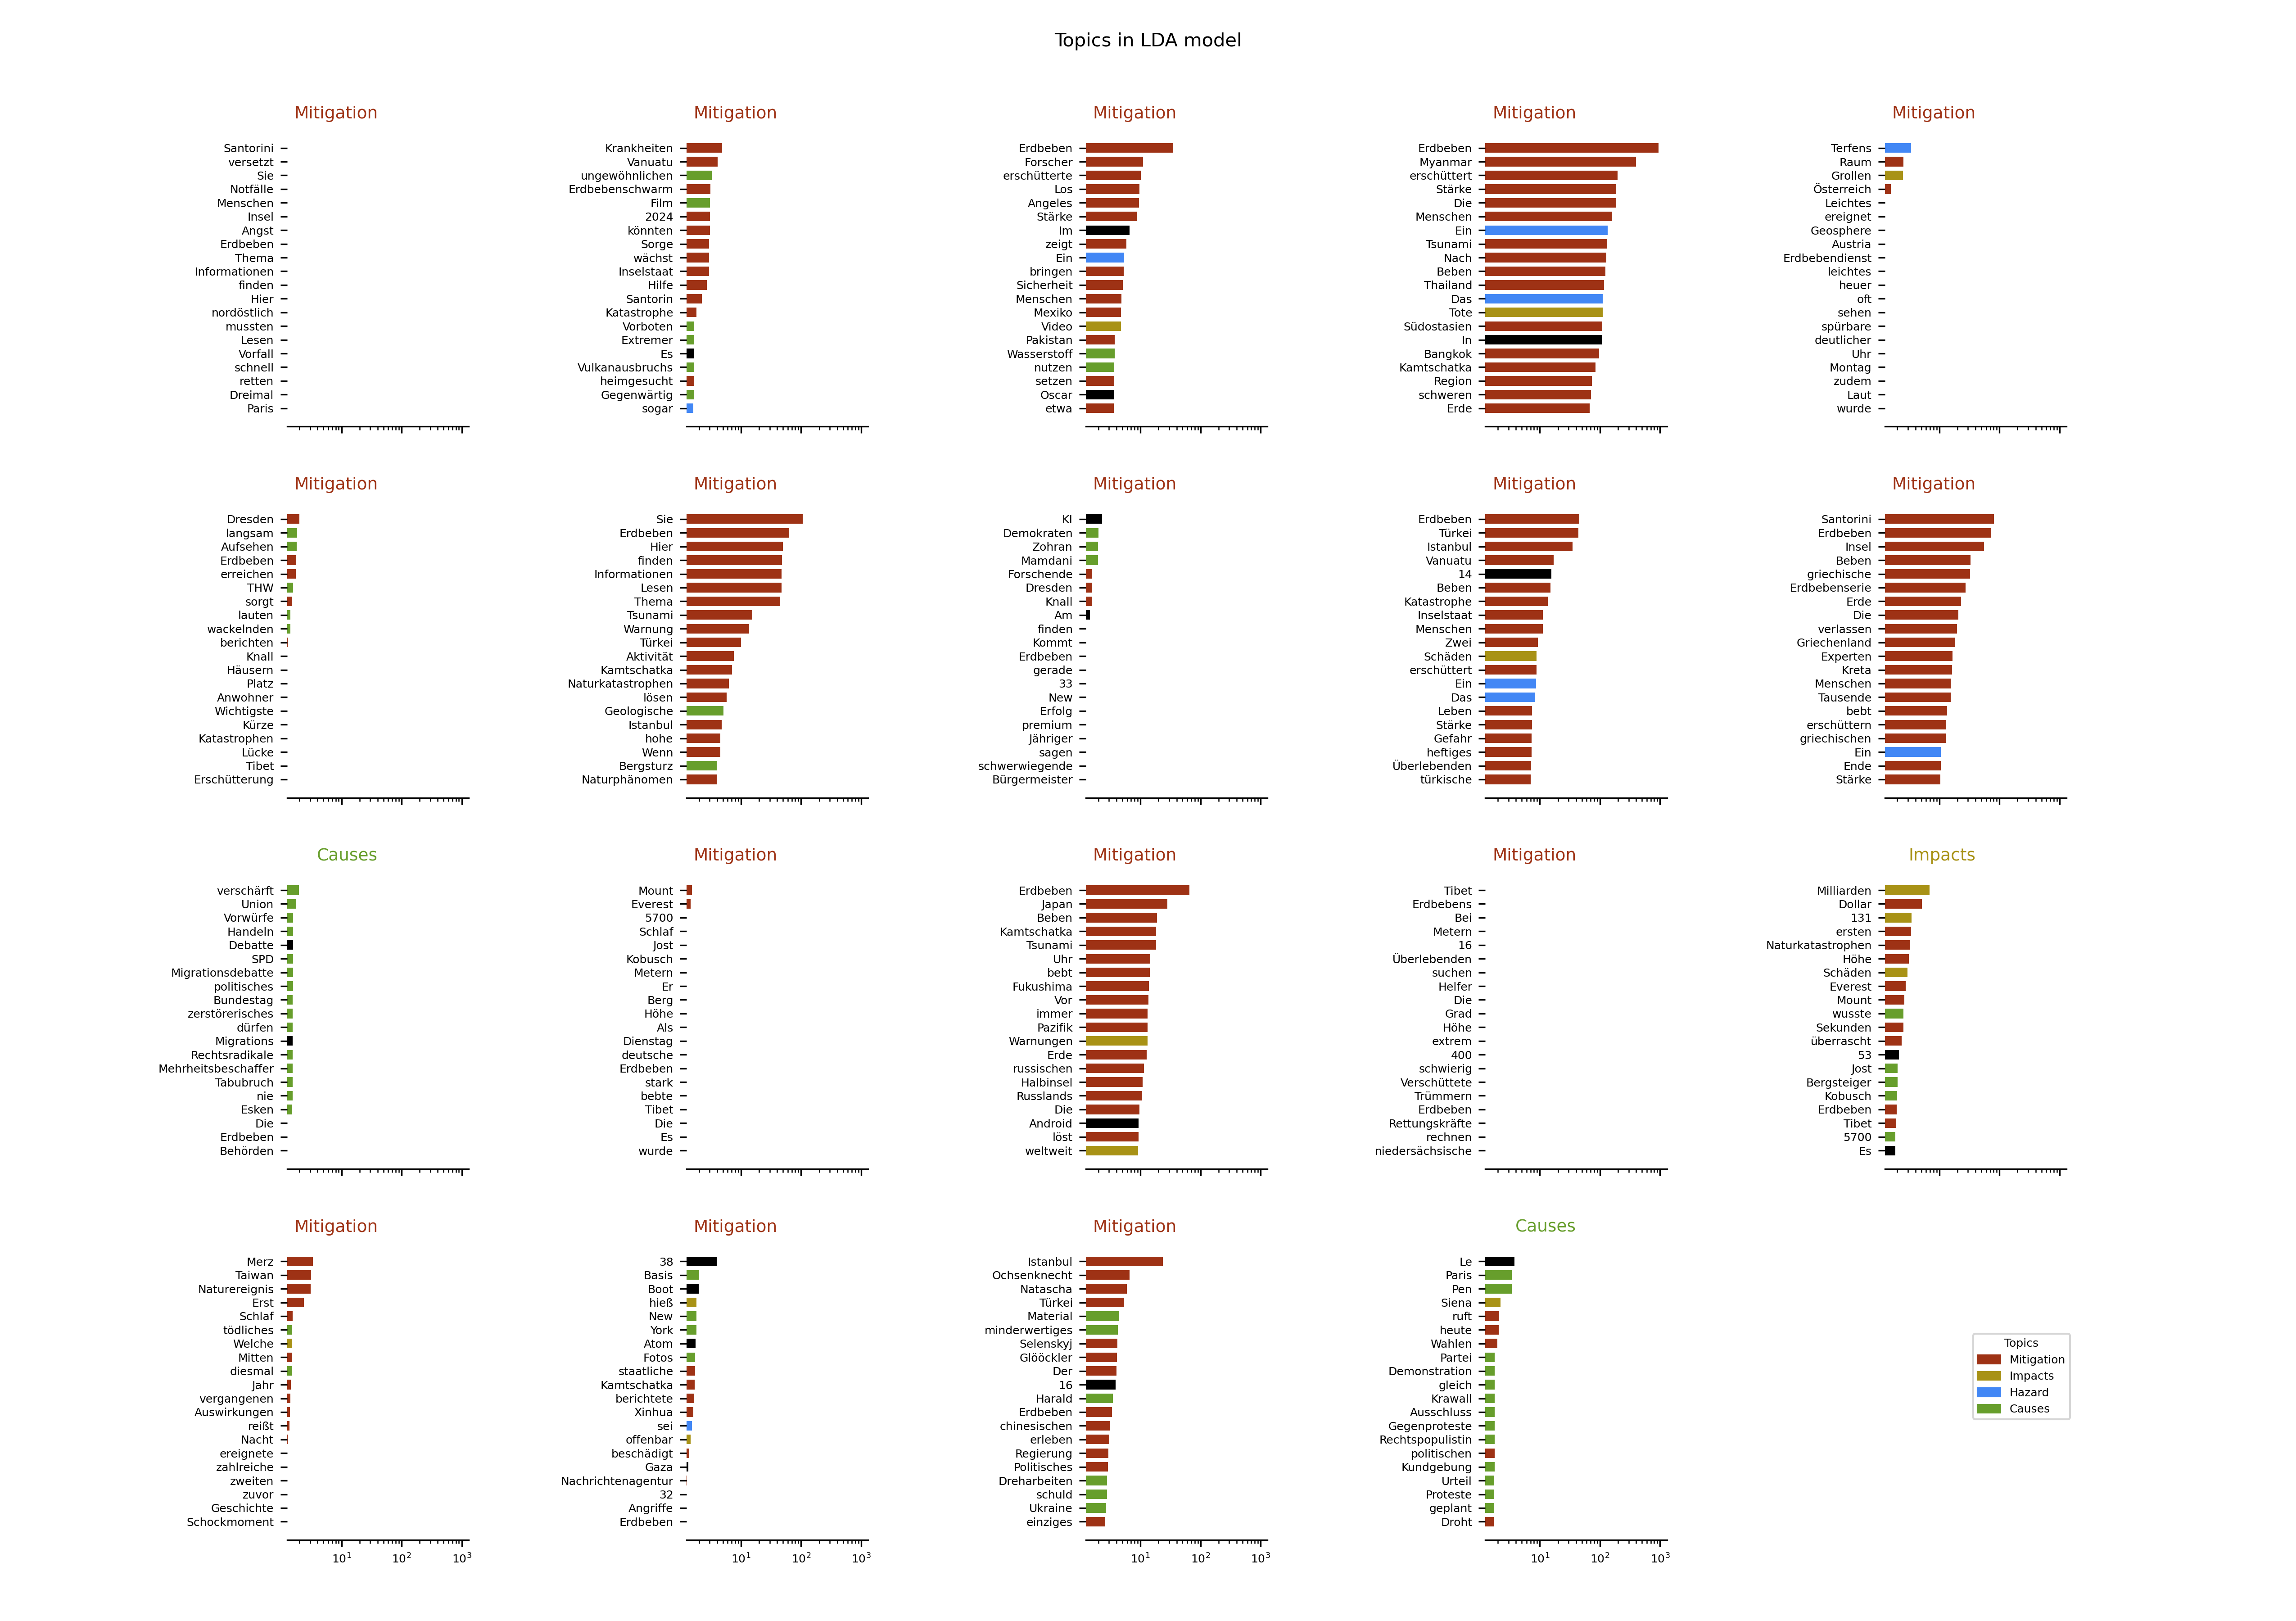 Topics in LDA model
Mitigation
Santorini
versetzt
Sie
Notfälle
Menschen
Insel
Angst
Erdbeben
Thema
Informationen
finden
Hier
nordöstlich
mussten
Lesen
Vorfall
schnell
retten
Dreimal
Paris
Mitigation
Krankheiten
Vanuatu
ungewöhnlichen
Erdbebenschwarm
Film
2024
könnten
Sorge
wächst
Inselstaat
Hilfe
Santorin
Katastrophe
Vorboten
Extremer
Es
Vulkanausbruchs
heimgesucht
Gegenwärtig
sogar
Mitigation
Erdbeben
Forscher
erschütterte
Los
Angeles
Stärke
Im
zeigt
Ein
bringen
Sicherheit
Menschen
Mexiko
Video
Pakistan
Wasserstoff
nutzen
setzen
Oscar
etwa
Mitigation
Erdbeben
Myanmar
erschüttert
Stärke
Die
Menschen
Ein
Tsunami
Nach
Beben
Thailand
Das
Tote
Südostasien
In
Bangkok
Kamtschatka
Region
schweren
Erde
Mitigation
Terfens
Raum
Grollen
Österreich
Leichtes
ereignet
Geosphere
Austria
Erdbebendienst
leichtes
heuer
oft
sehen
spürbare
deutlicher
Uhr
Montag
zudem
Laut
wurde
Mitigation
Dresden
langsam
Aufsehen
Erdbeben
erreichen
THW
sorgt
lauten
wackelnden
berichten
Knall
Häusern
Platz
Anwohner
Wichtigste
Kürze
Katastrophen
Lücke
Tibet
Erschütterung
Mitigation
Sie
Erdbeben
Hier
finden
Informationen
Lesen
Thema
Tsunami
Warnung
Türkei
Aktivität
Kamtschatka
Naturkatastrophen
lösen
Geologische
Istanbul
hohe
Wenn
Bergsturz
Naturphänomen
Mitigation
KI
Demokraten
Zohran
Mamdani
Forschende
Dresden
Knall
Am
finden
Kommt
Erdbeben
gerade
33
New
Erfolg
premium
Jähriger
sagen
schwerwiegende
Bürgermeister
Mitigation
Erdbeben
Türkei
Istanbul
Vanuatu
14
Beben
Katastrophe
Inselstaat
Menschen
Zwei
Schäden
erschüttert
Ein
Das
Leben
Stärke
Gefahr
heftiges
Überlebenden
türkische
Mitigation
Santorini
Erdbeben
Insel
Beben
griechische
Erdbebenserie
Erde
Die
verlassen
Griechenland
Experten
Kreta
Menschen
Tausende
bebt
erschüttern
griechischen
Ein
Ende
Stärke
Causes
verschärft
Union
Vorwürfe
Handeln
Debatte
SPD
Migrationsdebatte
politisches
Bundestag
zerstörerisches
dürfen
Migrations
Rechtsradikale
Mehrheitsbeschaffer
Tabubruch
nie
Esken
Die
Erdbeben
Behörden
Mitigation
Mount
Everest
5700
Schlaf
Jost
Kobusch
Metern
Er
Berg
Höhe
Als
Dienstag
deutsche
Erdbeben
stark
bebte
Tibet
Die
Es
wurde
Mitigation
Erdbeben
Japan
Beben
Kamtschatka
Tsunami
Uhr
bebt
Fukushima
Vor
immer
Pazifik
Warnungen
Erde
russischen
Halbinsel
Russlands
Die
Android
löst
weltweit
Mitigation
Tibet
Erdbebens
Bei
Metern
16
Überlebenden
suchen
Helfer
Die
Grad
Höhe
extrem
400
schwierig
Verschüttete
Trümmern
Erdbeben
Rettungskräfte
rechnen
niedersächsische
Impacts
Milliarden
Dollar
131
ersten
Naturkatastrophen
Höhe
Schäden
Everest
Mount
wusste
Sekunden
überrascht
53
Jost
Bergsteiger
Kobusch
Erdbeben
Tibet
5700
Es
Mitigation
Merz
Taiwan
Naturereignis
Erst
Schlaf
tödliches
Welche
Mitten
diesmal
Jahr
vergangenen
Auswirkungen
reißt
Nacht
ereignete
zahlreiche
zweiten
zuvor
Geschichte
Schockmoment
10¹ 10² 10³
Mitigation
38
Basis
Boot
hieß
New
York
Atom
Fotos
staatliche
Kamtschatka
berichtete
Xinhua
sei
offenbar
beschädigt
Gaza
Nachrichtenagentur
32
Angriffe
Erdbeben
10¹ 10² 10³
Mitigation
Istanbul
Ochsenknecht
Natascha
Türkei
Material
minderwertiges
Selenskyj
Glööckler
Der
16
Harald
Erdbeben
chinesischen
erleben
Regierung
Politisches
Dreharbeiten
schuld
Ukraine
einziges
10¹ 10² 10³
Causes
Le
Paris
Pen
Siena
ruft
heute
Wahlen
Partei
Demonstration
gleich
Krawall
Ausschluss
Gegenproteste
Rechtspopulistin
politischen
Kundgebung
Urteil
Proteste
geplant
Droht
10¹ 10² 10³
Topics
Mitigation
Impacts
Hazard
Causes